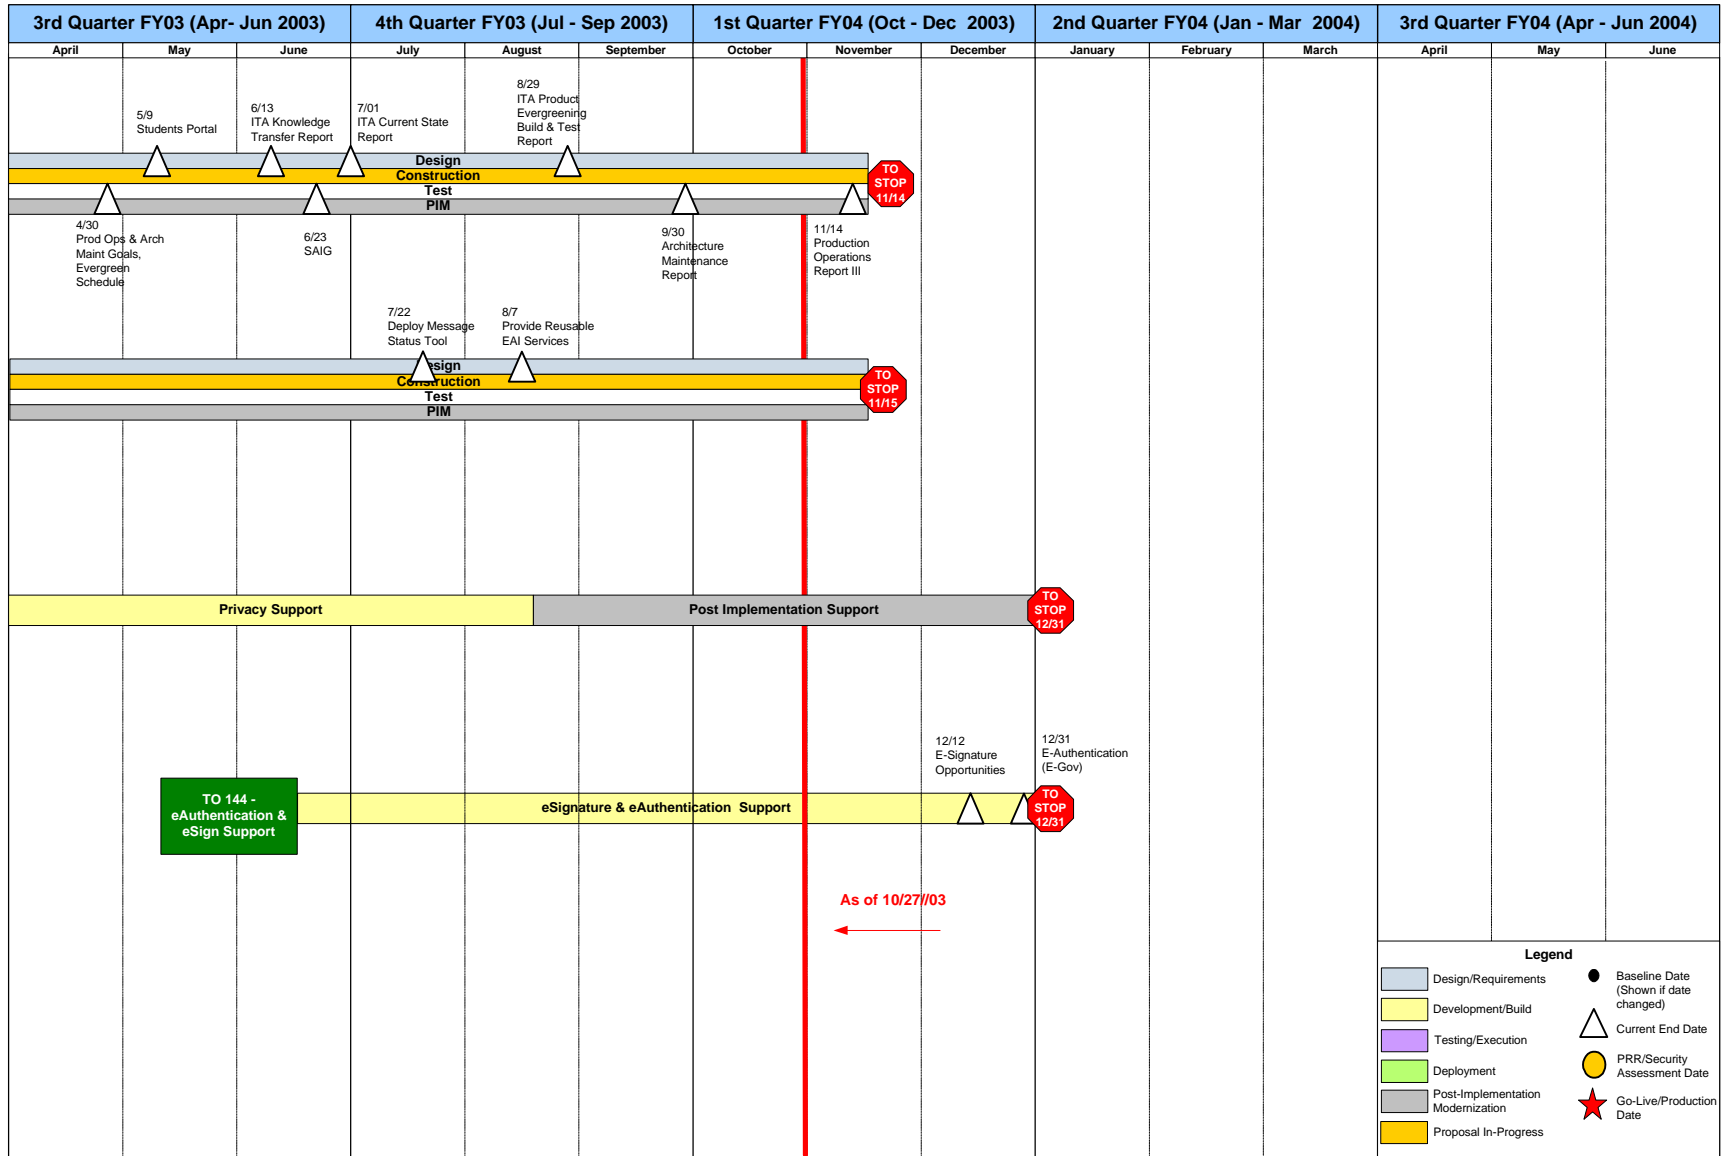 3rd Quarter FY03 (Apr- Jun 2003)
4th Quarter FY03 (Jul - Sep 2003)
1st Quarter FY04 (Oct - Dec  2003)
2nd Quarter FY04 (Jan - Mar  2004)
3rd Quarter FY04 (Apr - Jun 2004)
April
May
June
July
August
September
October
November
December
January
February
March
April
May
June
5/9
Students Portal
6/13
ITA Knowledge
Transfer Report
7/01
ITA Current State
Report
8/29
ITA Product
Evergreening
Build & Test
Report
Design
Construction
Test
PIM
TO
STOP
11/14
4/30
Prod Ops & Arch
Maint Goals,
Evergreen
Schedule
6/23
SAIG
9/30
Architecture
Maintenance
Report
11/14
Production
Operations
Report III
7/22
Deploy Message
Status Tool
8/7
Provide Reusable
EAI Services
Design
Construction
Test
PIM
TO
STOP
11/15
Privacy Support
Post Implementation Support
TO
STOP
12/31
12/12
E-Signature
Opportunities
12/31
E-Authentication
(E-Gov)
TO 144 -
eAuthentication &
eSign Support
eSignature & eAuthentication  Support
TO
STOP
12/31
As of 10/27//03
Legend
Design/Requirements
Development/Build
Testing/Execution
Deployment
Post-Implementation
Modernization
Proposal In-Progress
Baseline Date
(Shown if date
changed)
Current End Date
PRR/Security
Assessment Date
Go-Live/Production
Date